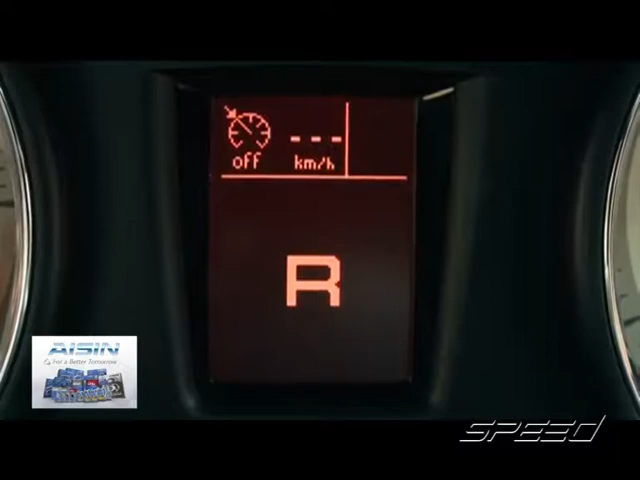 off
--- km/h
R
AISIN
For a Better Tomorrow
SPEED